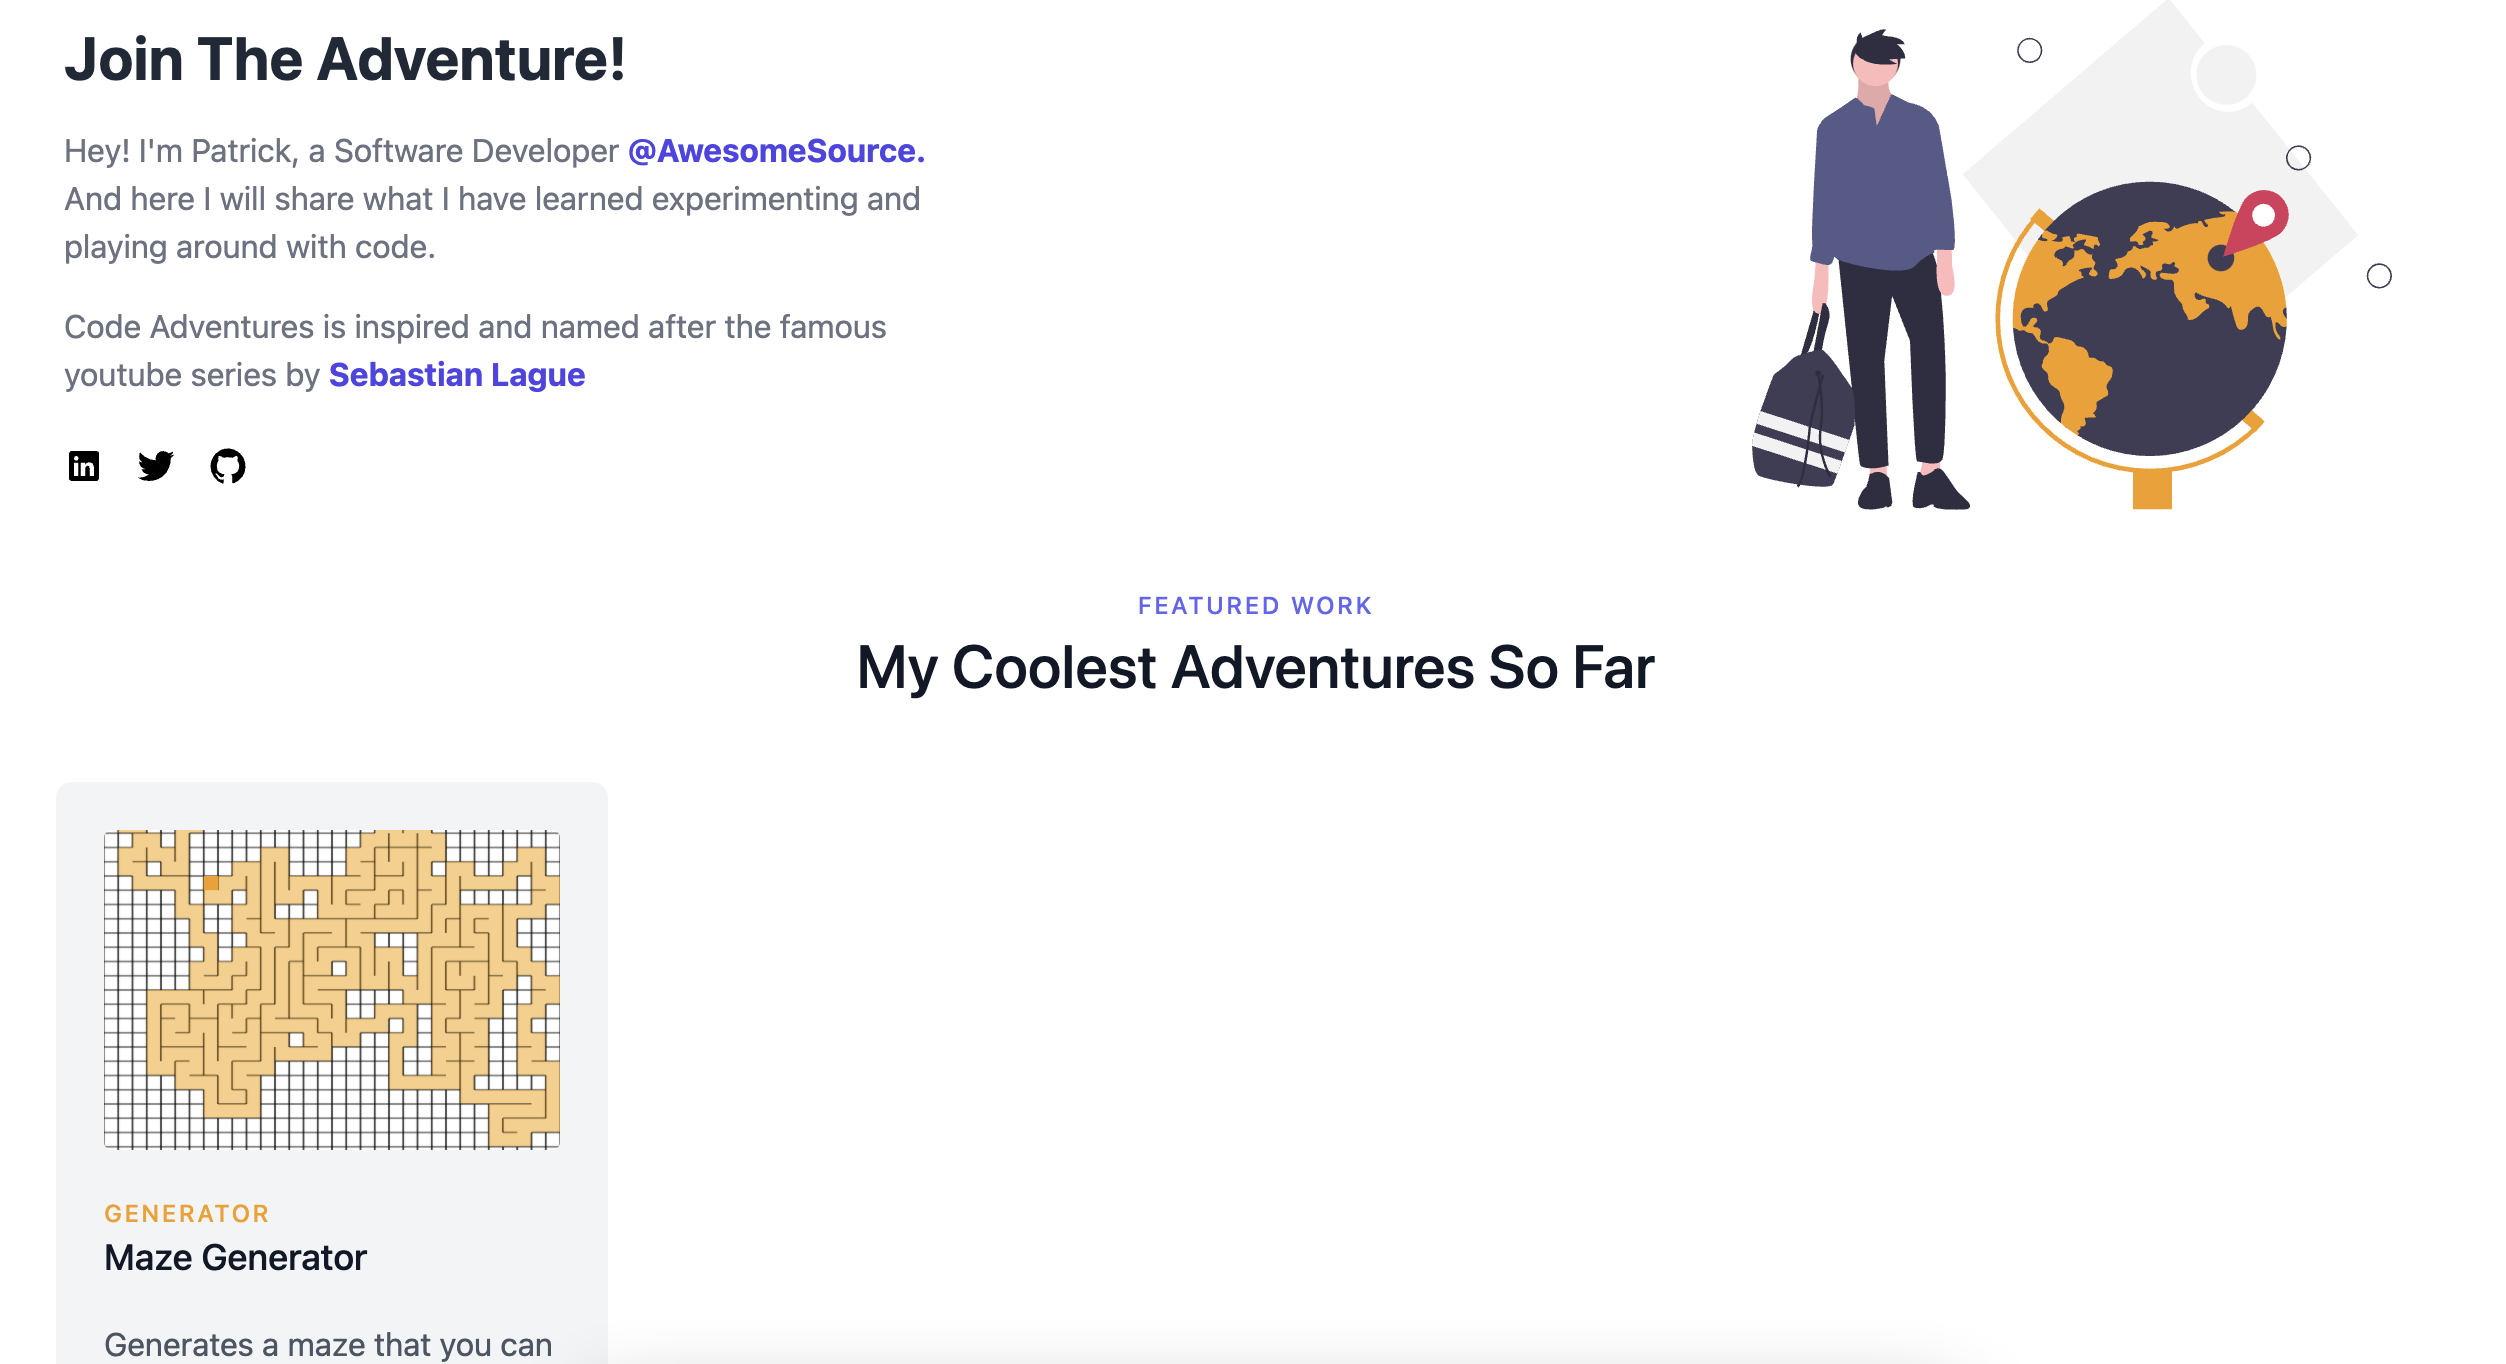 Join The Adventure!
Hey! I'm Patrick, a Software Developer @AwesomeSource.
And here I will share what I have learned experimenting and
playing around with code.
Code Adventures is inspired and named after the famous
youtube series by Sebastian Lague
in
FEATURED WORK
My Coolest Adventures So Far
GENERATOR
Maze Generator
Generates a maze that you can